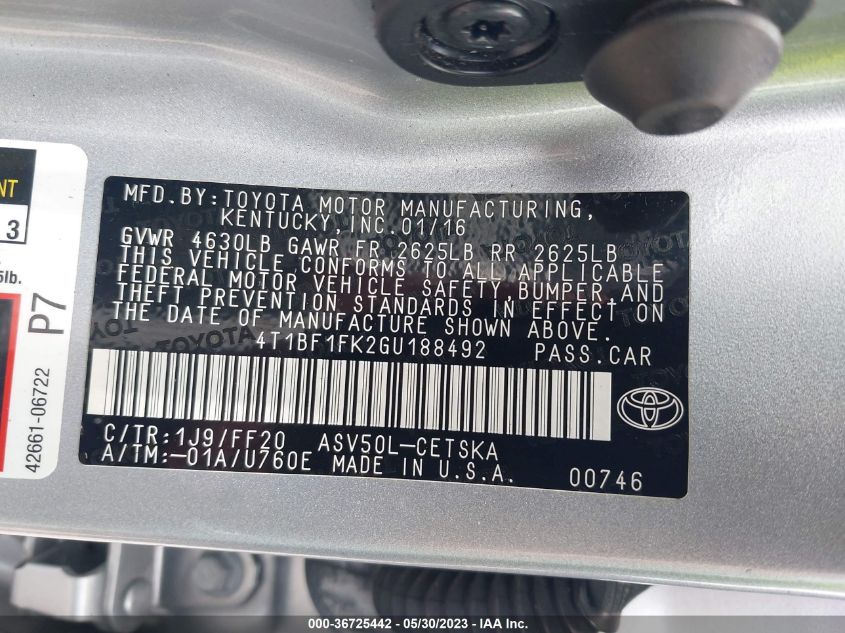 MFD.BY:TOYOTA MOTOR MANUFACTURING,
KENTUCKY,INC.01/16
GVWR 4630LB GAWR FR 2625LB RR 2625LB
THIS VEHICLE CONFORMS TO ALL APPLICABLE
FEDERAL MOTOR VEHICLE SAFETY,BUMPER,AND
THEFT PREVENTION STANDARDS IN EFFECT ON
THE DATE OF MANUFACTURE SHOWN ABOVE.
4T1BF1FK2GU188492 PASS.CAR
C/TR:1J9/FF20 ASV50L-CETSKA
A/TM:-01A/U760E MADE IN U.S.A. 00746
3
lb.
P7
42661-06722
TOYOTA
000-36725442 - 05/30/2023 - IAA Inc.